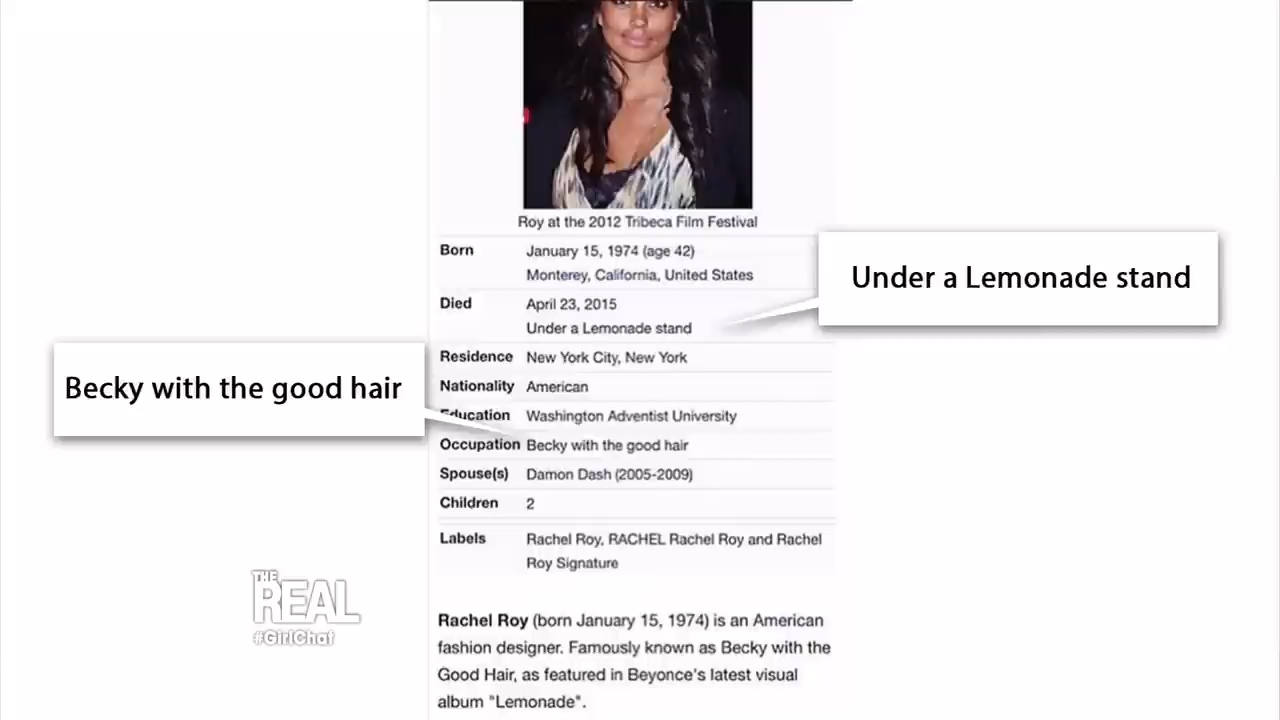 Roy at the 2012 Tribeca Film Festival
Born January 15, 1974 (age 42)
Monterey, California, United States
Died April 23, 2015
Under a Lemonade stand
Under a Lemonade stand
Residence New York City, New York
Nationality American
Becky with the good hair
Education Washington Adventist University
Occupation Becky with the good hair
Spouse(s) Damon Dash (2005-2009)
Children 2
Labels Rachel Roy, RACHEL Rachel Roy and Rachel
Roy Signature
THE
REAL
#GirlChat
Rachel Roy (born January 15, 1974) is an American
fashion designer. Famously known as Becky with the
Good Hair, as featured in Beyonce's latest visual
album "Lemonade".